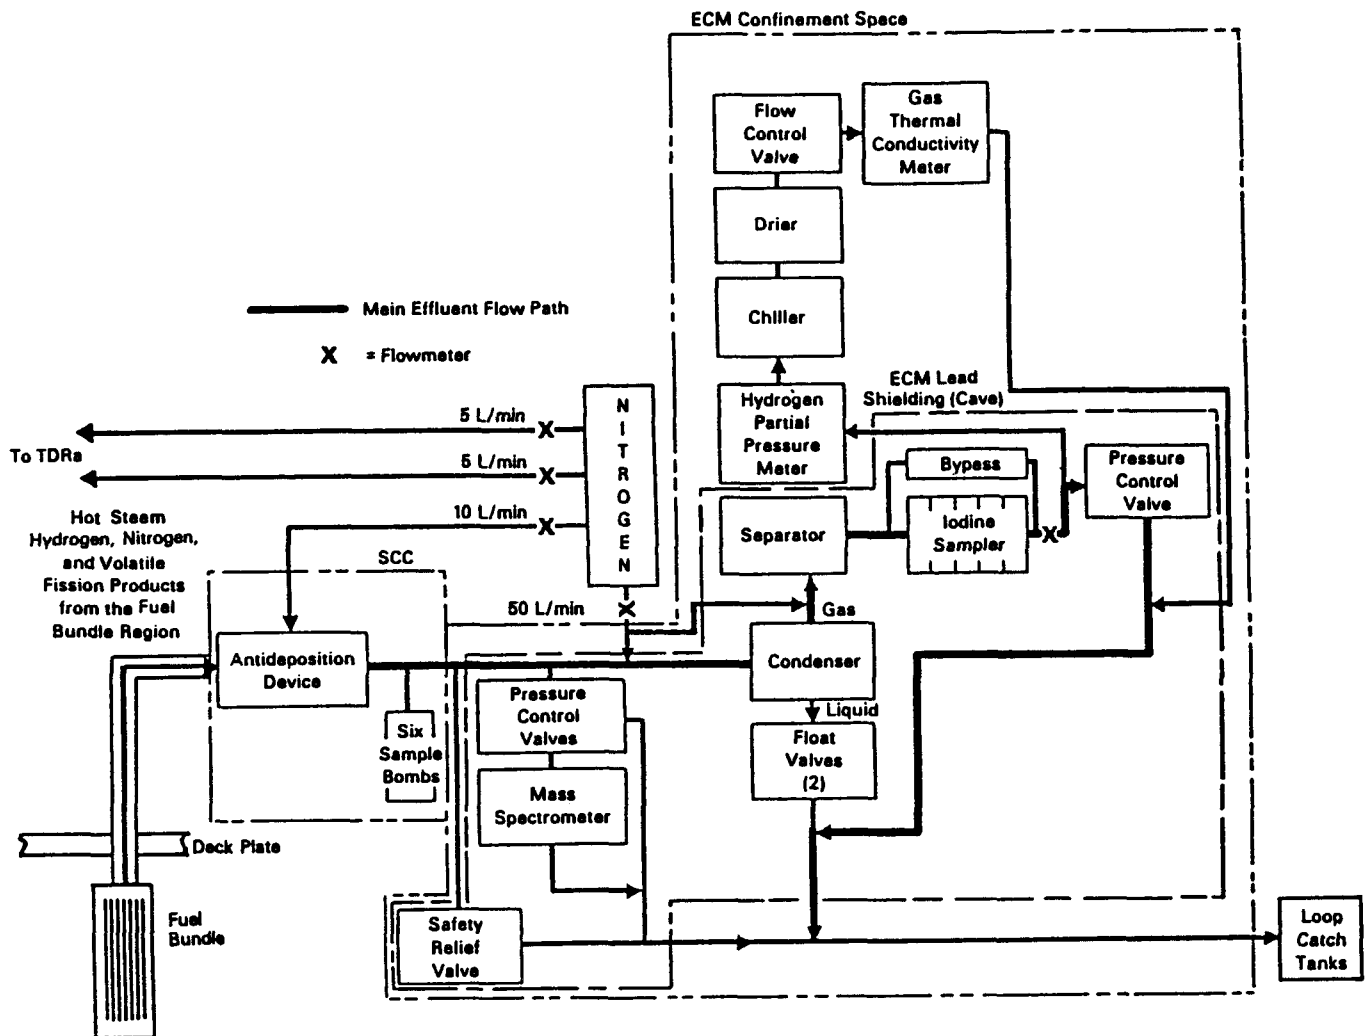 ECM Confinement Space
Flow
Control
Valve
Gas
Thermal
Conductivity
Meter
Drier
Chiller
Main Effluent Flow Path
X = Flowmeter
ECM Lead
Shielding (Cave)
Hydrogen
Partial
Pressure
Meter
NITROGEN
5 L/min
X
To TDRs
5 L/min
X
10 L/min
X
Bypass
Pressure
Control
Valve
Separator
Iodine
Sampler
X
Hot Steam
Hydrogen, Nitrogen,
and Volatile
Fission Products
from the Fuel
Bundle Region
SCC
50 L/min
X
Gas
Antideposition
Device
Condenser
Liquid
Pressure
Control
Valves
Six
Sample
Bombs
Float
Valves
(2)
Mass
Spectrometer
Deck Plate
Fuel
Bundle
Safety
Relief
Valve
Loop
Catch
Tanks